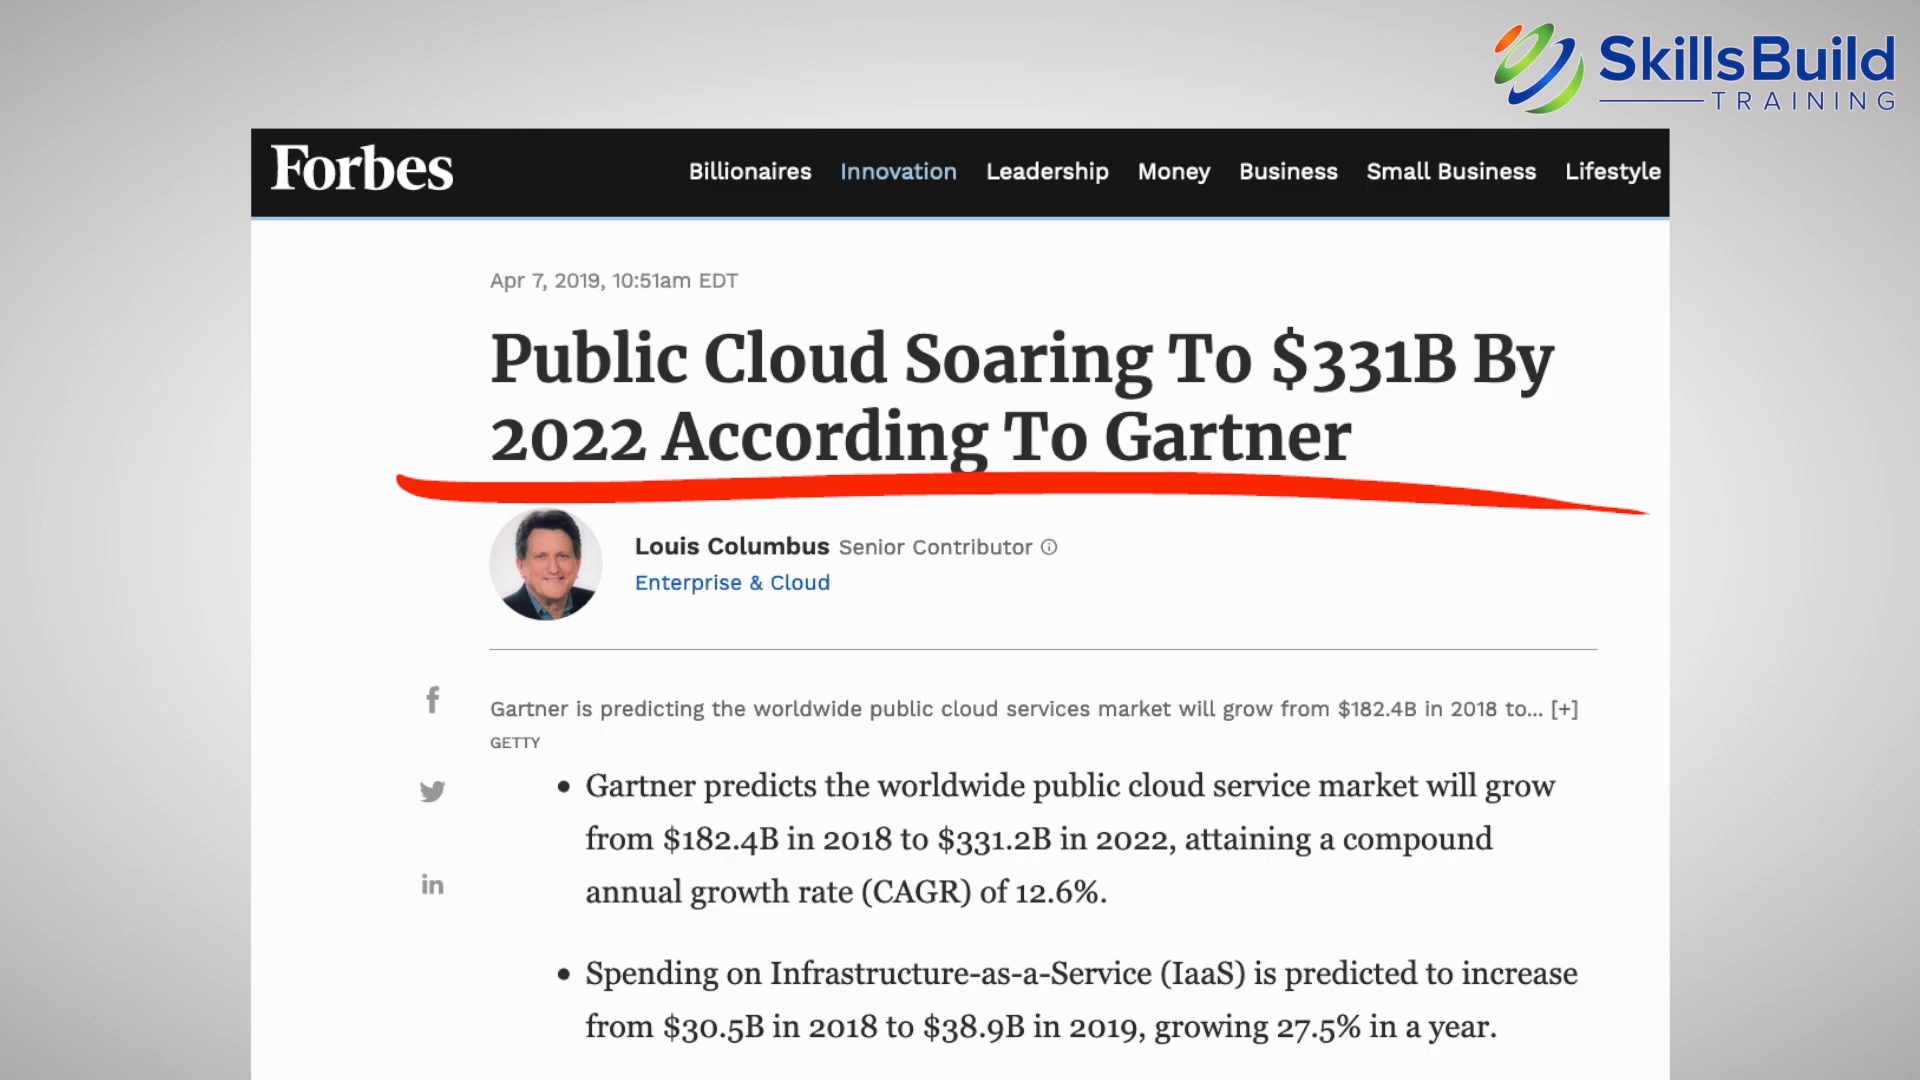 SkillsBuild
TRAINING
Forbes
Billionaires Innovation Leadership Money Business Small Business Lifestyle
Apr 7, 2019, 10:51am EDT
Public Cloud Soaring To $331B By
2022 According To Gartner
Louis Columbus Senior Contributor
Enterprise & Cloud
Gartner is predicting the worldwide public cloud services market will grow from $182.4B in 2018 to... [+]
GETTY
• Gartner predicts the worldwide public cloud service market will grow
from $182.4B in 2018 to $331.2B in 2022, attaining a compound
annual growth rate (CAGR) of 12.6%.
• Spending on Infrastructure-as-a-Service (IaaS) is predicted to increase
from $30.5B in 2018 to $38.9B in 2019, growing 27.5% in a year.